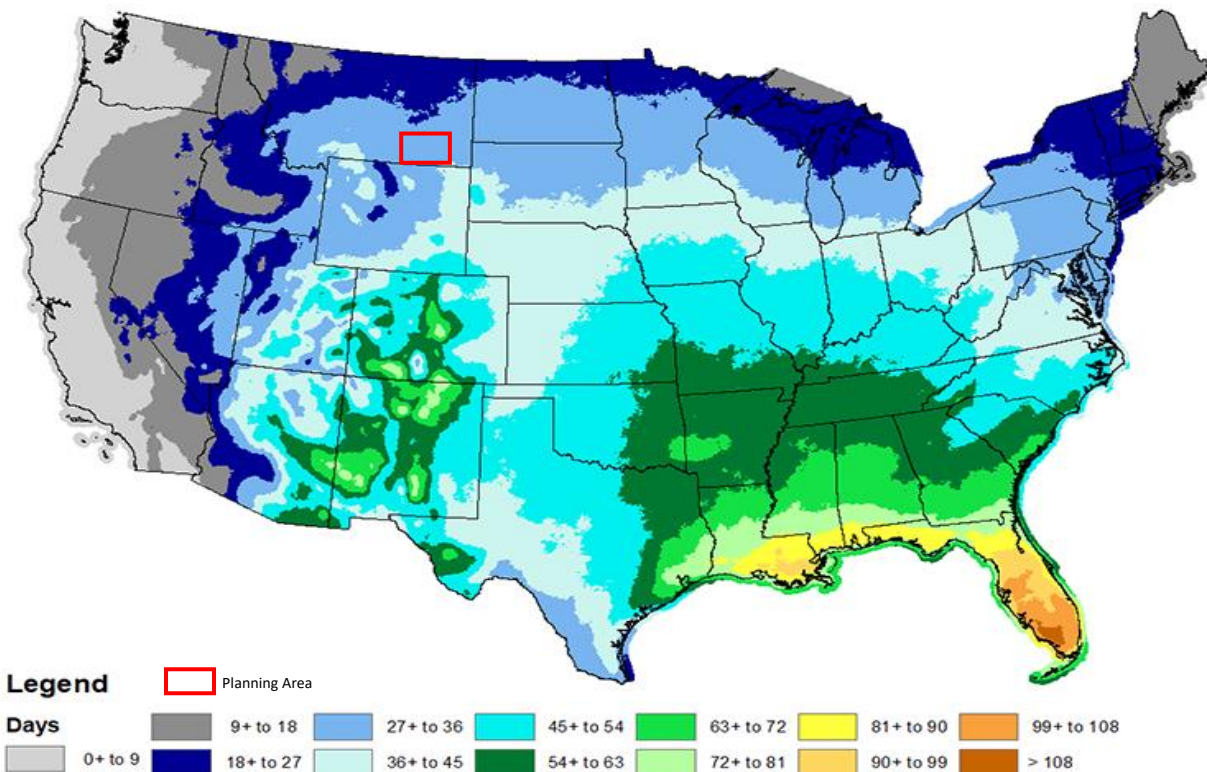 Legend
Planning Area
Days
9+ to 18
27+ to 36
45+ to 54
63+ to 72
81+ to 90
99+ to 108
0+ to 9
18+ to 27
36+ to 45
54+ to 63
72+ to 81
90+ to 99
> 108